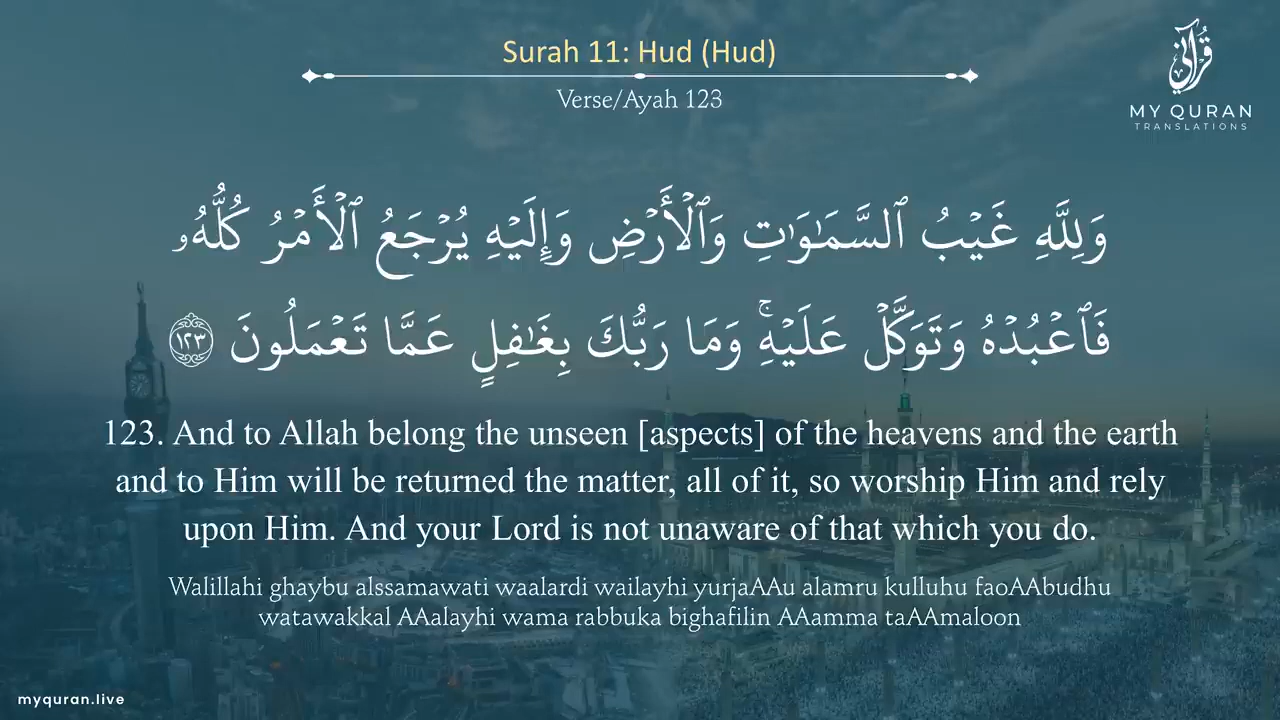 Surah 11: Hud (Hud)
Verse/Ayah 123
قرآني
MY QURAN
TRANSLATIONS
وَلِلَّهِ غَيْبُ ٱلسَّمَـٰوَٰتِ وَٱلْأَرْضِ وَإِلَيْهِ يُرْجَعُ ٱلْأَمْرُ كُلُّهُۥ
فَٱعْبُدْهُ وَتَوَكَّلْ عَلَيْهِ ۚ وَمَا رَبُّكَ بِغَـٰفِلٍ عَمَّا تَعْمَلُونَ ١٢٣
123. And to Allah belong the unseen [aspects] of the heavens and the earth
and to Him will be returned the matter, all of it, so worship Him and rely
upon Him. And your Lord is not unaware of that which you do.
Walillahi ghaybu alssamawati waalardi wailayhi yurjaAAu alamru kulluhu faoAAbudhu
watawakkal AAalayhi wama rabbuka bighafilin AAamma taAAmaloon
myquran.live